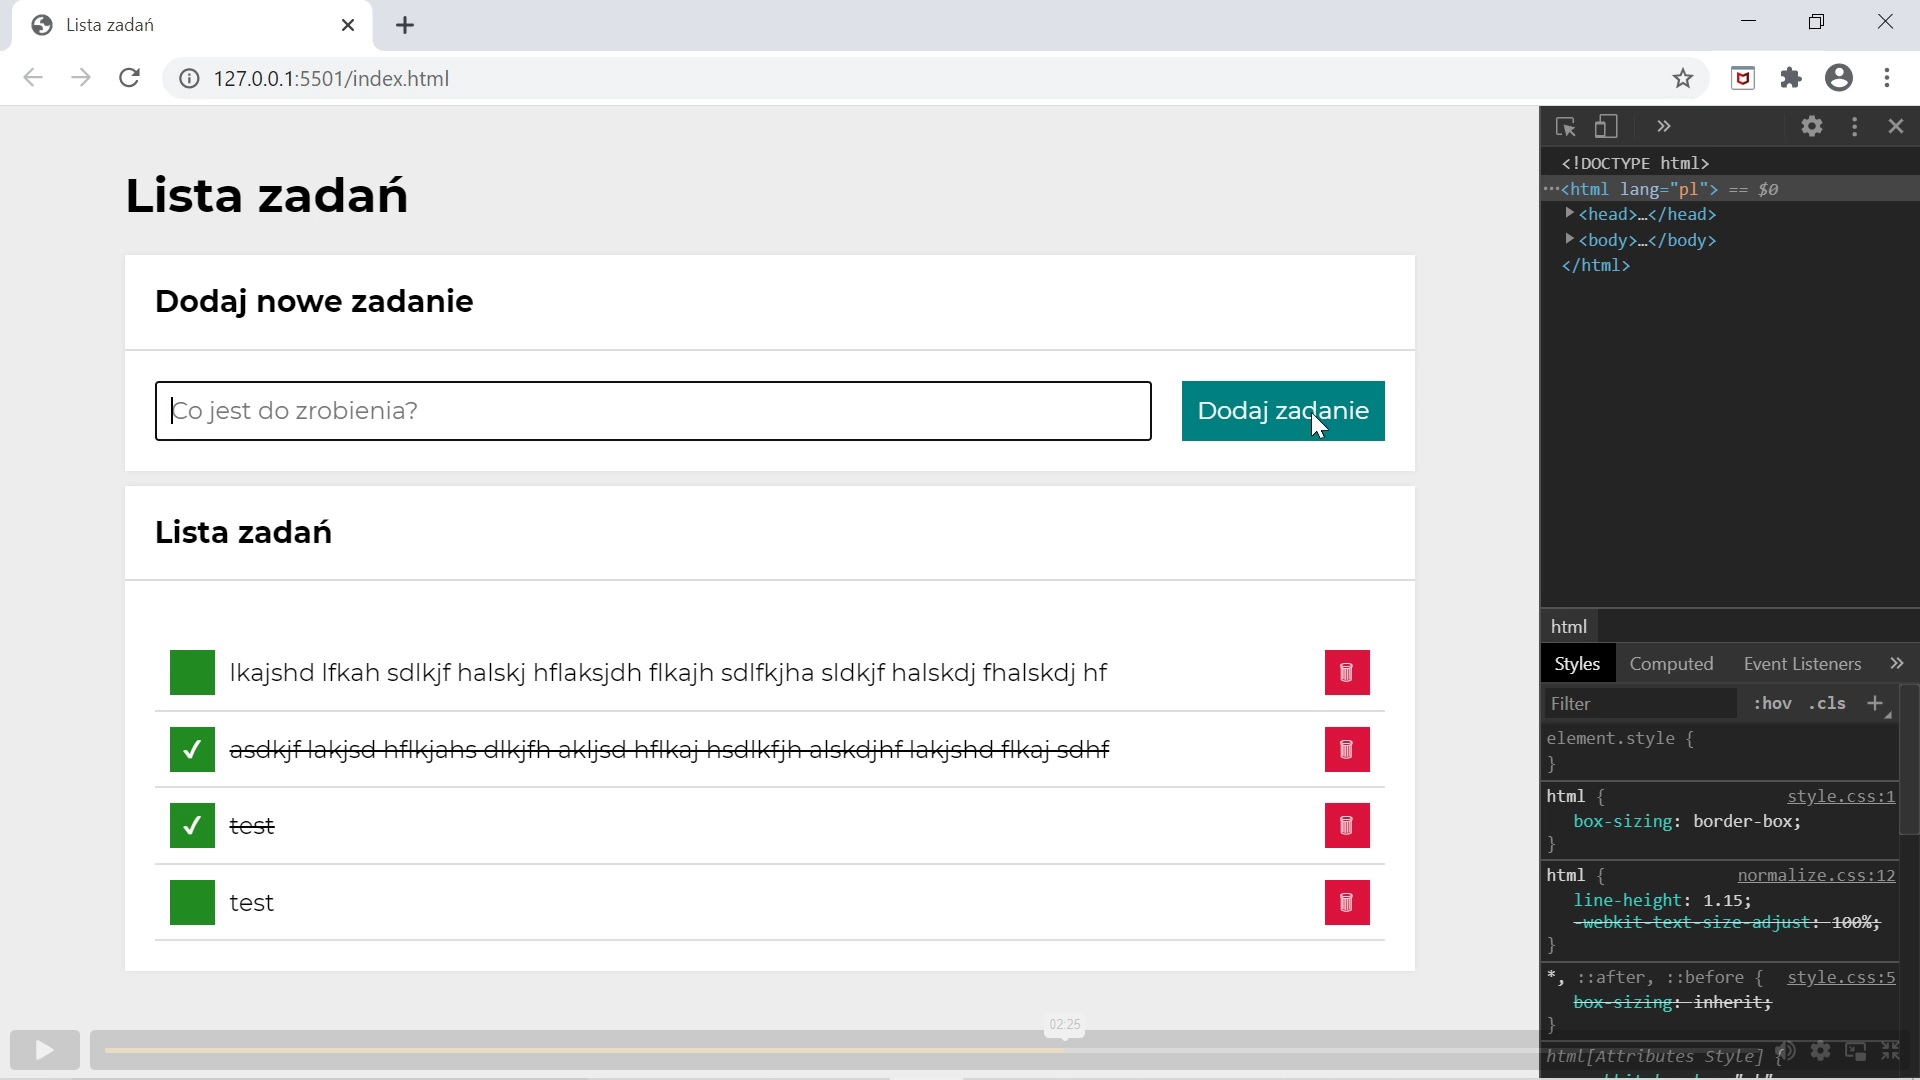 Lista zadań
127.0.0.1:5501/index.html
Lista zadań
Dodaj nowe zadanie
Co jest do zrobienia?
Dodaj zadanie
Lista zadań
lkajshd lfkah sdlkjf halskj hflaksjdh flkajh sdlfkjha sldkjf halskdj fhalskdj hf
asdkjf lakjsd hflkjahs dlkjfh akljsd hflkaj hsdlkfjh alskdjhf lakjshd flkaj sdhf
test
test
02:25
<!DOCTYPE html>
<html lang="pl"> == $0
<head>…</head>
<body>…</body>
</html>
html
Styles Computed Event Listeners
Filter :hov .cls
element.style {
}
html { style.css:1
box-sizing: border-box;
}
html { normalize.css:12
line-height: 1.15;
-webkit-text-size-adjust: 100%;
}
*, ::after, ::before { style.css:5
box-sizing: inherit;
}
html[Attributes Style] {